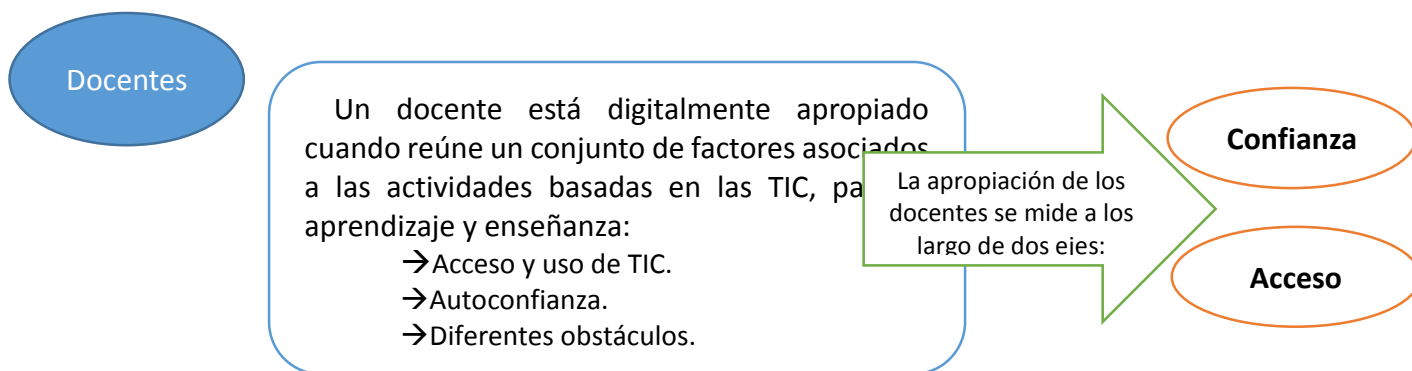 Docentes
Un docente está digitalmente apropiado
cuando reúne un conjunto de factores asociados
a las actividades basadas en las TIC,
aprendizaje y enseñanza:
→Acceso y uso de TIC.
→Autoconfianza.
→Diferentes obstáculos.
La apropiación de los
docentes se mide a los
largo de dos ejes:
Confianza
Acceso